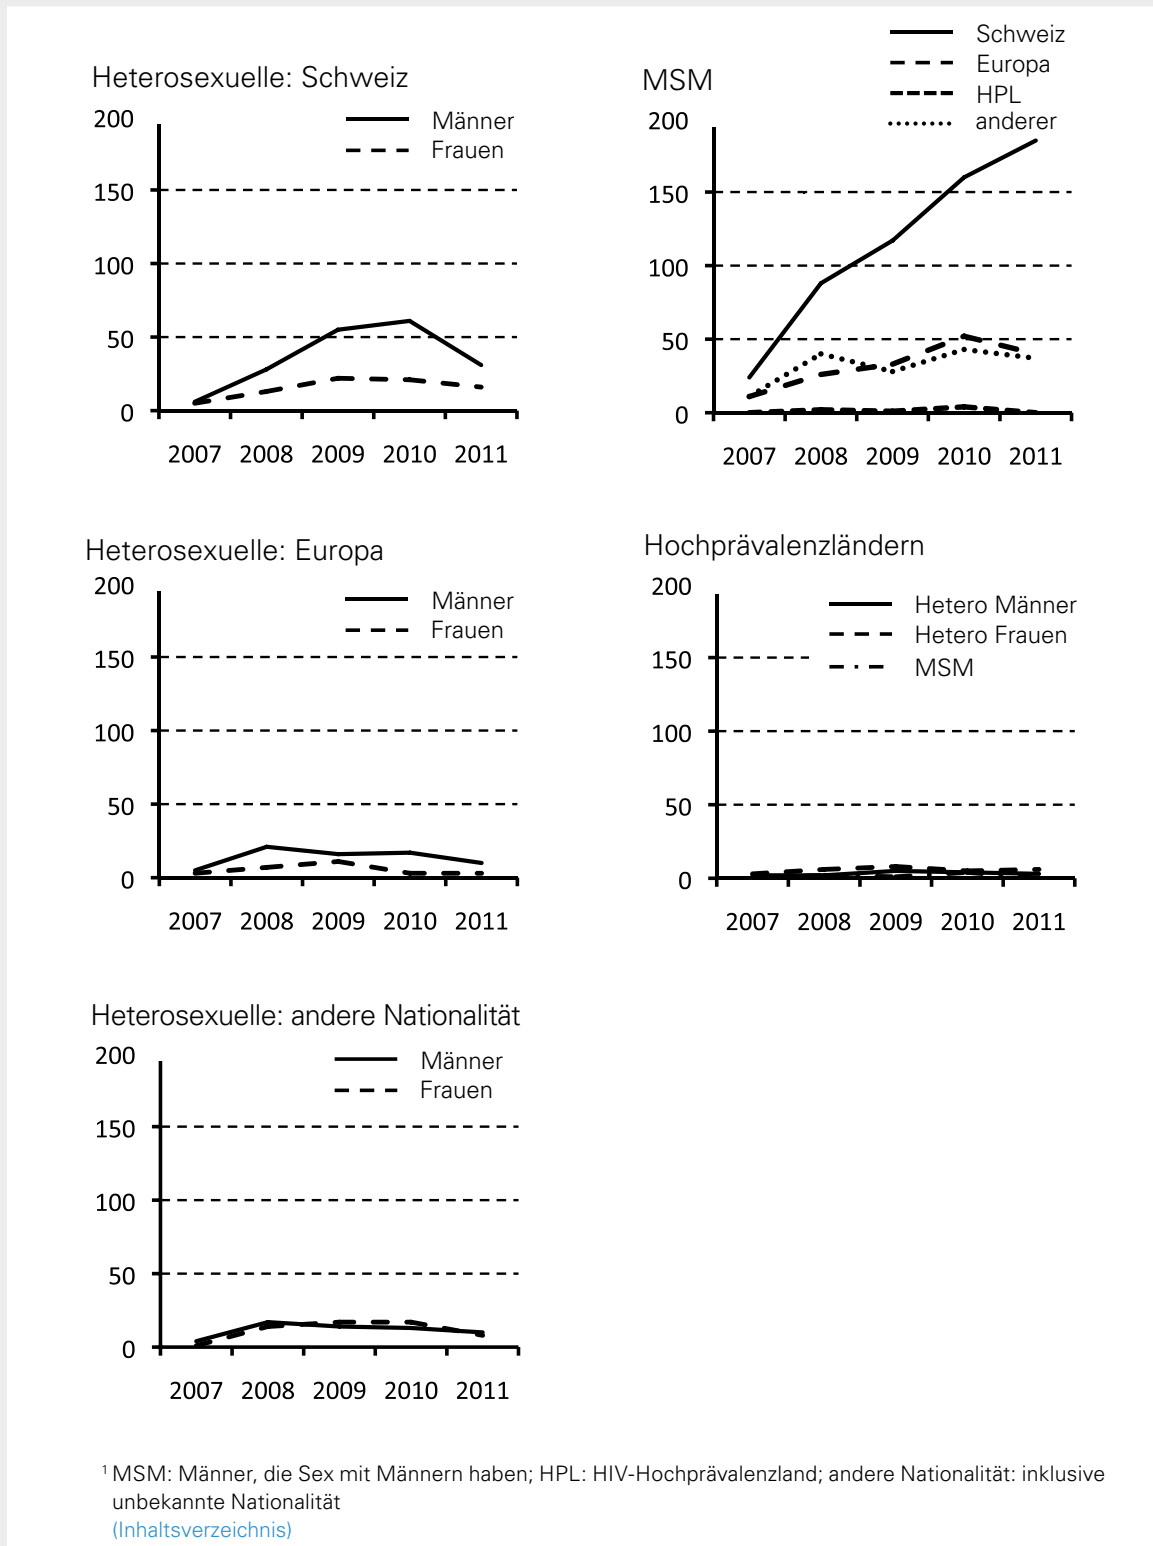 Heterosexuelle: Schweiz
200
150
100
50
0
Männer
Frauen
2007 2008 2009 2010 2011
MSM
Schweiz
Europa
HPL
anderer
200
150
100
50
0
2007 2008 2009 2010 2011
Heterosexuelle: Europa
200
150
100
50
0
Männer
Frauen
2007 2008 2009 2010 2011
Hochprävalenzländern
200
150
100
50
0
Hetero Männer
Hetero Frauen
MSM
2007 2008 2009 2010 2011
Heterosexuelle: andere Nationalität
200
150
100
50
0
Männer
Frauen
2007 2008 2009 2010 2011
¹ MSM: Männer, die Sex mit Männern haben; HPL: HIV-Hochprävalenzland; andere Nationalität: inklusive
unbekannte Nationalität
(Inhaltsverzeichnis)